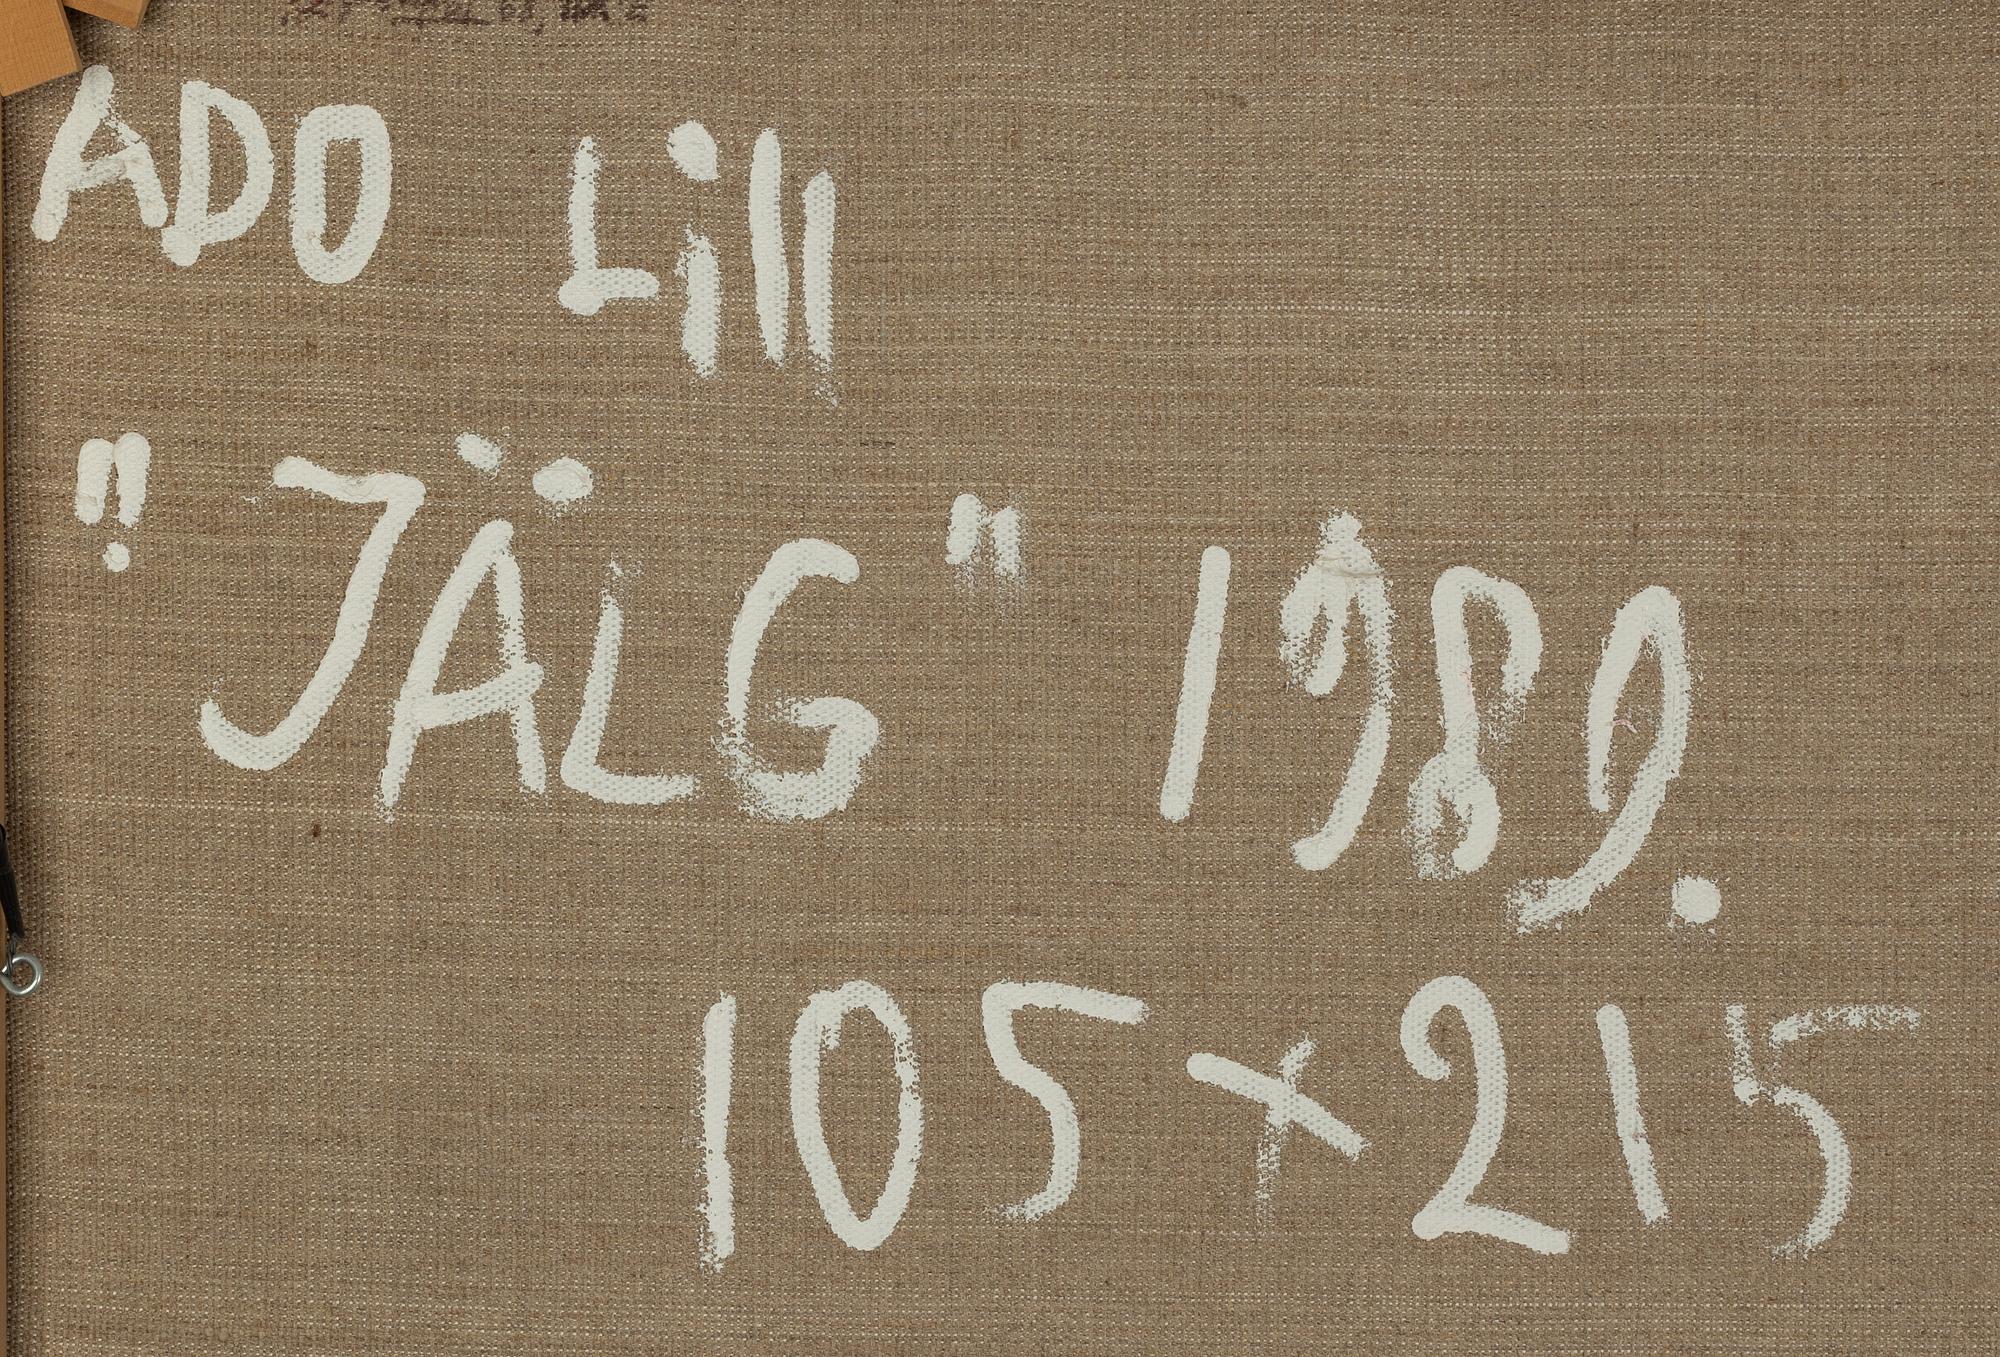 ADO Lill
"JÄLG" 1989.
105 x 215